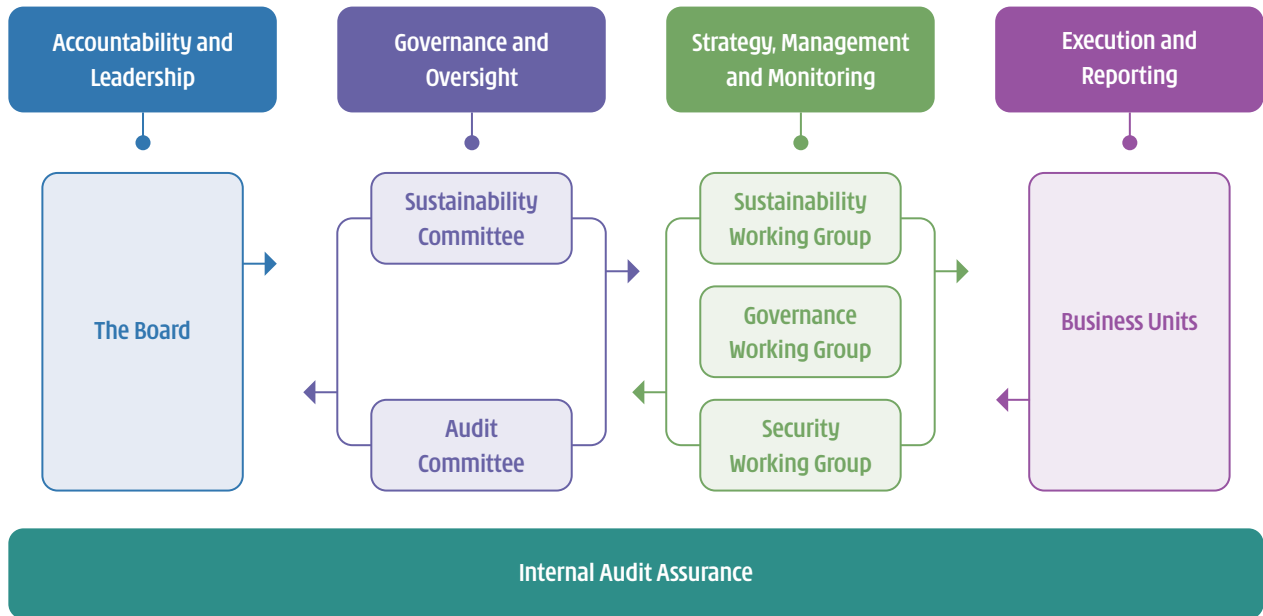 Accountability and
Leadership
Governance and
Oversight
Strategy, Management
and Monitoring
Execution and
Reporting
The Board
Sustainability
Committee
Audit
Committee
Sustainability
Working Group
Governance
Working Group
Security
Working Group
Business Units
Internal Audit Assurance